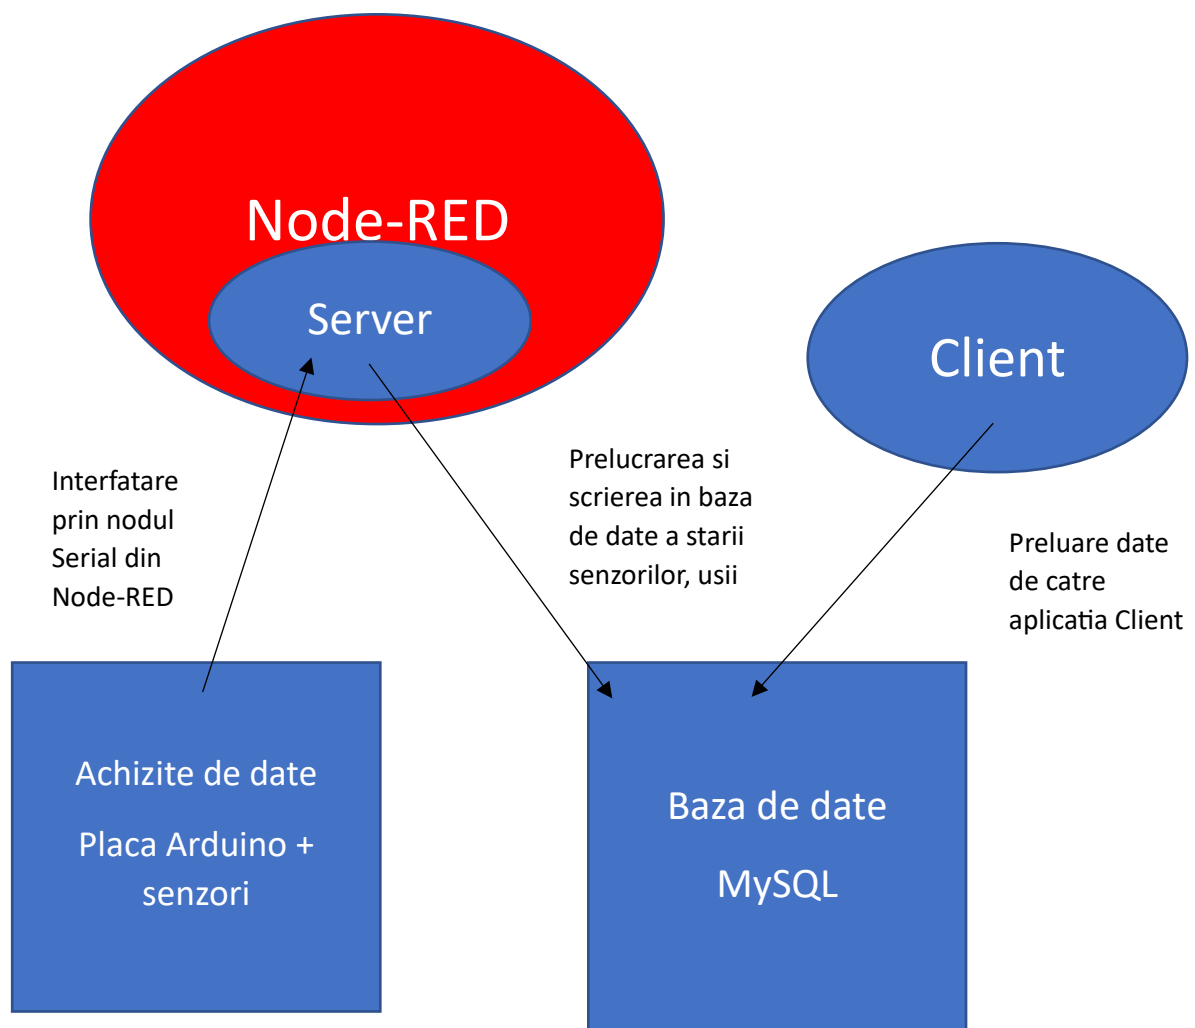 Node-RED
Server
Client
Interfatare
prin nodul
Serial din
Node-RED
Prelucrarea si
scrierea in baza
de date a starii
senzorilor, usii
Preluare date
de catre
aplicatia Client
Achizite de date
Placa Arduino +
senzori
Baza de date
MySQL